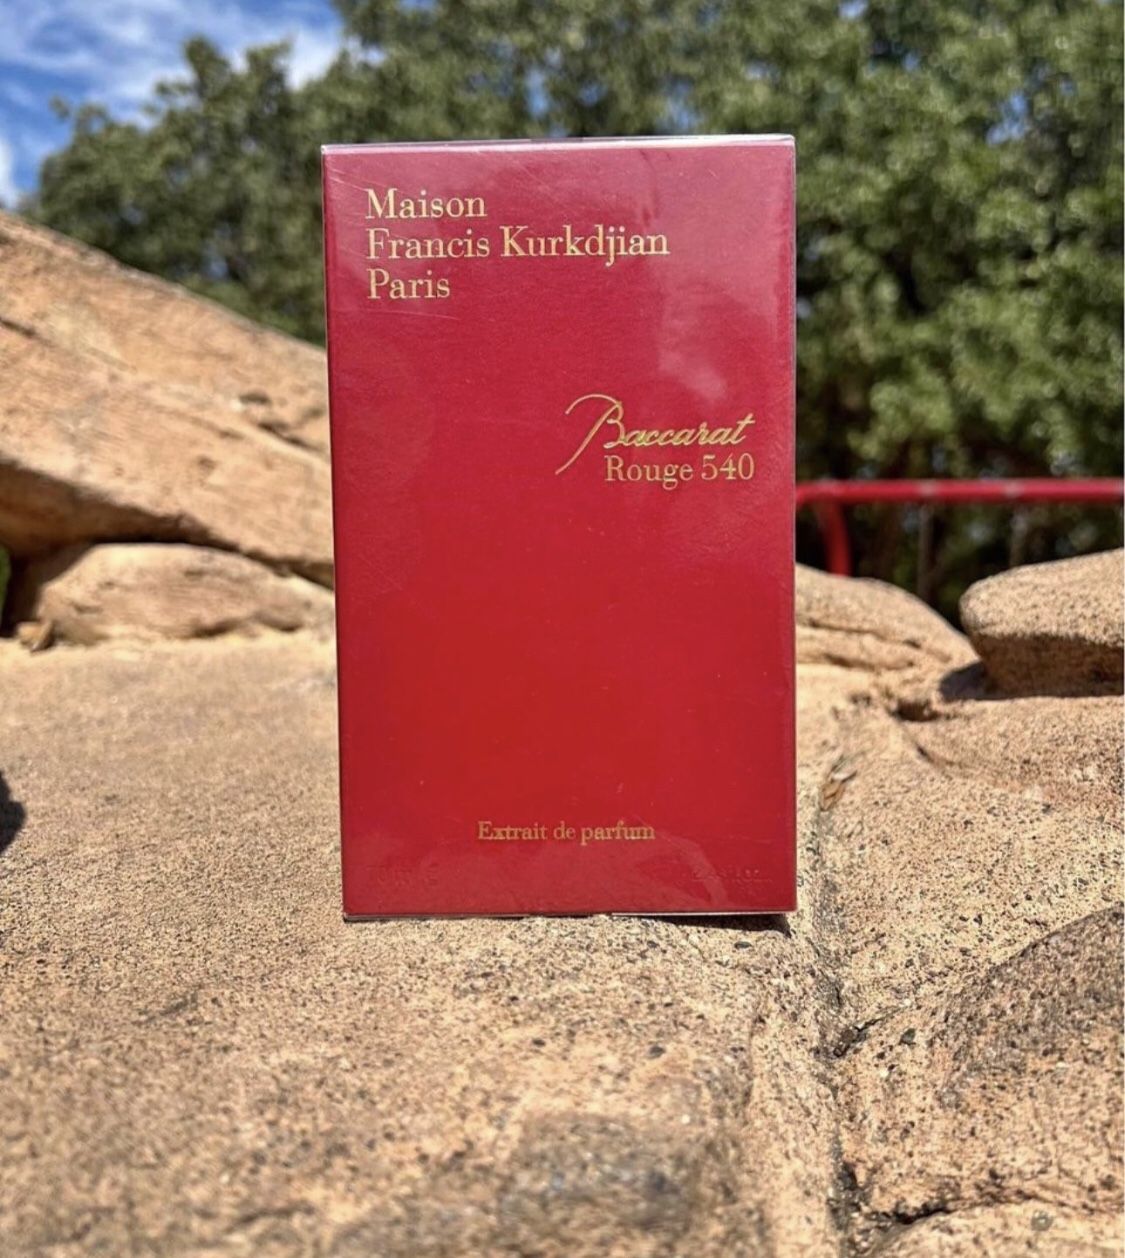 Maison
Francis Kurkdjian
Paris
Baccarat
Rouge 540
Extrait de parfum